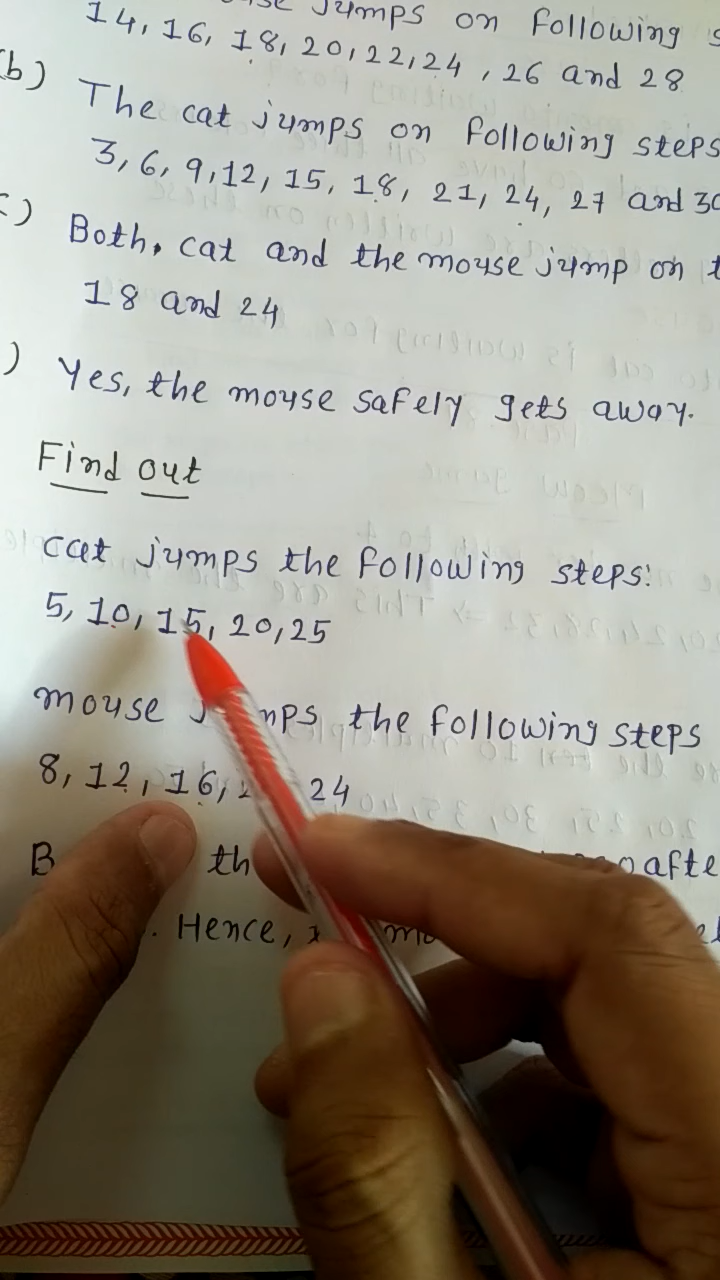 jumps on following
14, 16, 18, 20, 22, 24, 26 and 28
b) The cat jumps on following steps
3, 6, 9, 12, 15, 18, 21, 24, 27 and 30
c) Both, cat and the mouse jump on
18 and 24
) Yes, the mouse safely gets away.
Find out
cat jumps the following steps:
5, 10, 15, 20, 25
mouse the following steps
8, 12, 16, 24
th afte
Hence,